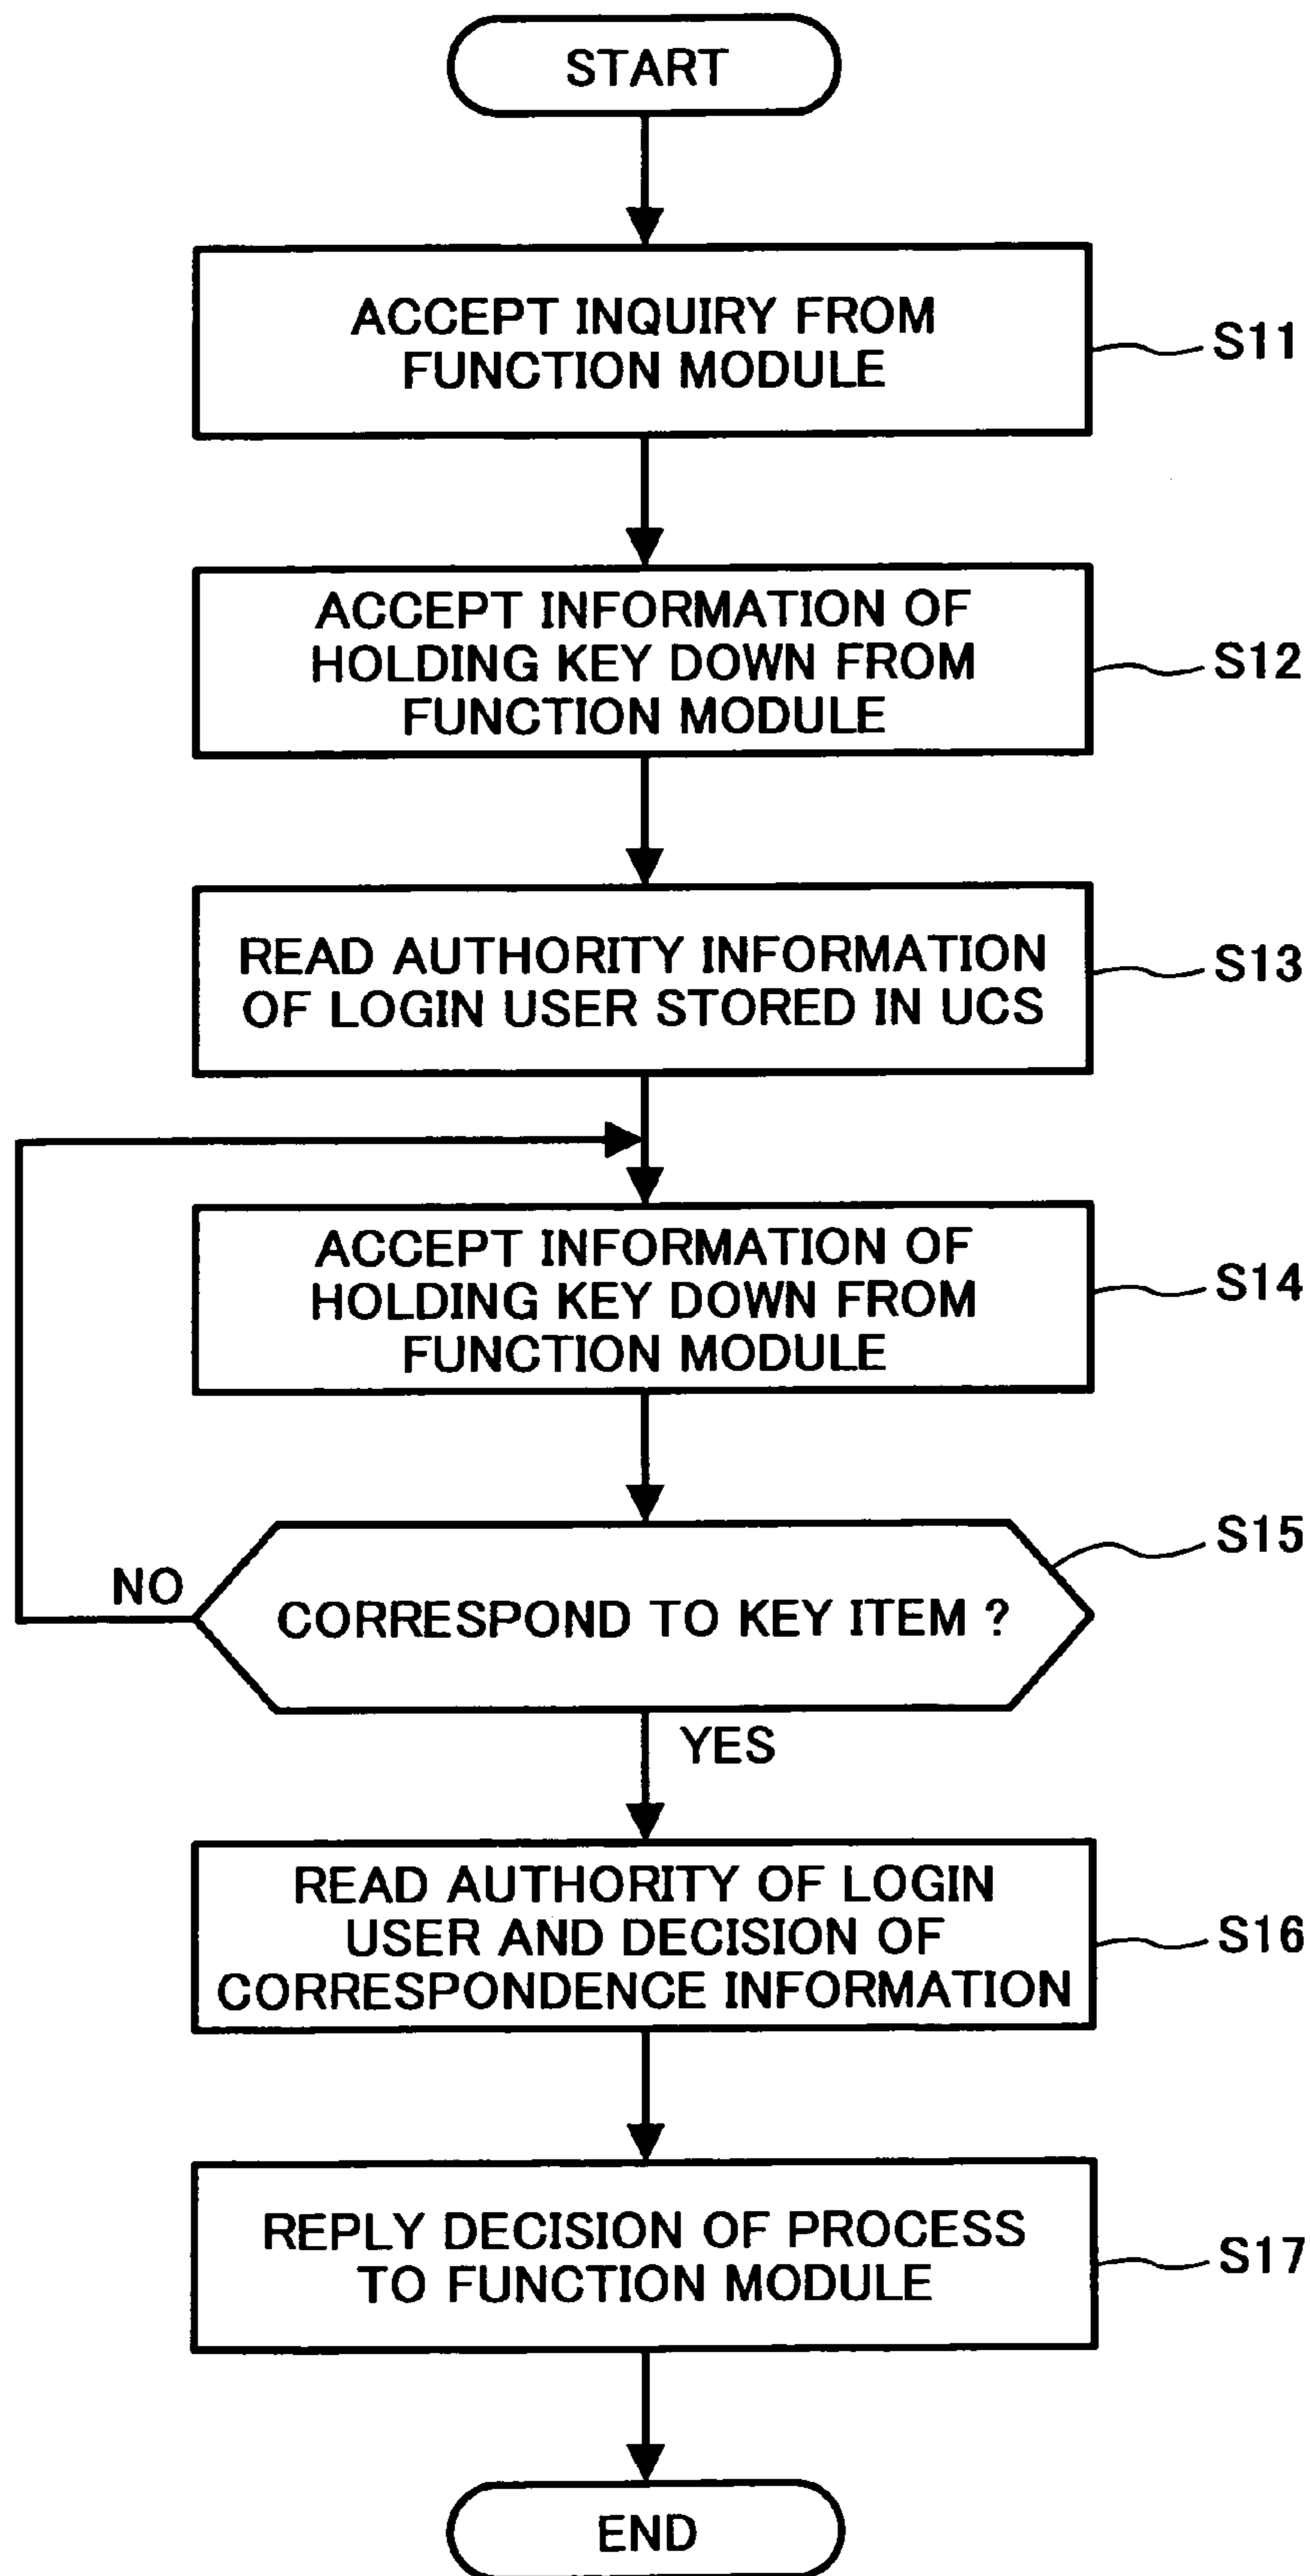 START
ACCEPT INQUIRY FROM
FUNCTION MODULE
S11
ACCEPT INFORMATION OF
HOLDING KEY DOWN FROM
FUNCTION MODULE
S12
READ AUTHORITY INFORMATION
OF LOGIN USER STORED IN UCS
S13
ACCEPT INFORMATION OF
HOLDING KEY DOWN FROM
FUNCTION MODULE
S14
S15
NO
CORRESPOND TO KEY ITEM ?
YES
READ AUTHORITY OF LOGIN
USER AND DECISION OF
CORRESPONDENCE INFORMATION
S16
REPLY DECISION OF PROCESS
TO FUNCTION MODULE
S17
END